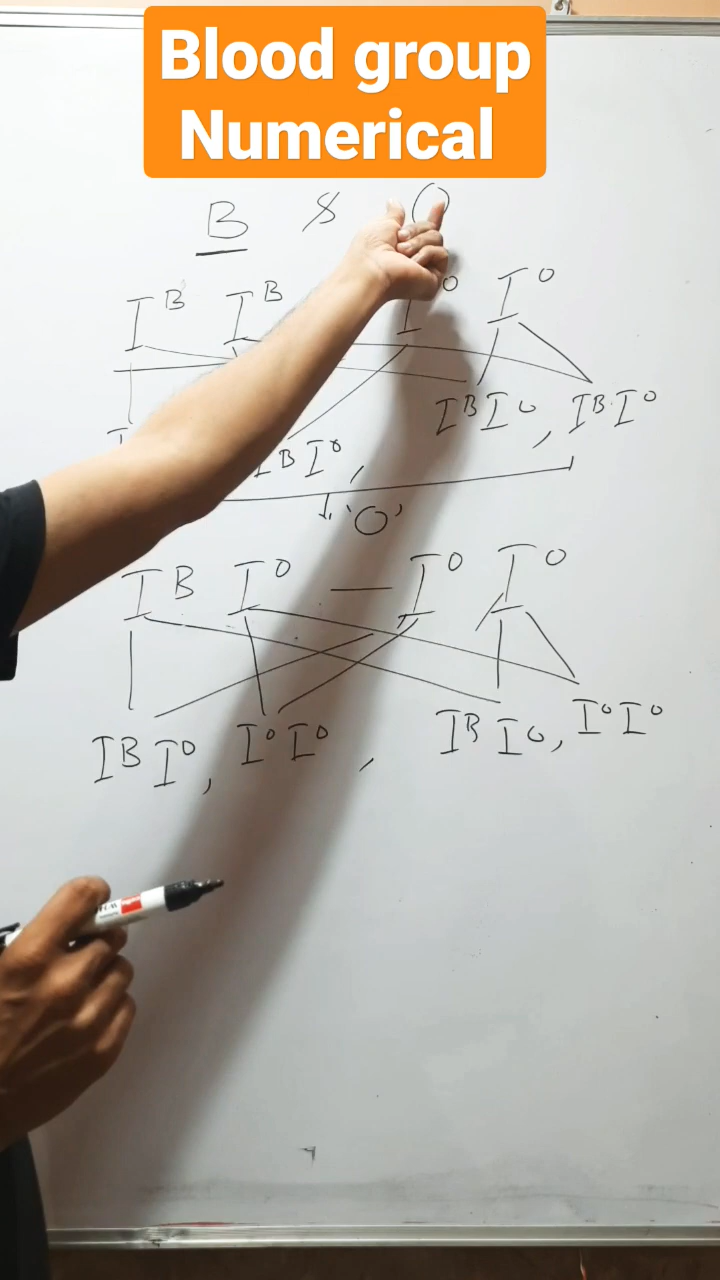 Blood group
Numerical
B & O
I^B I^B I^O I^O
I^B I^O, I^B I^O, I^B I^O
'O'
I^B I^O — I^O I^O
I^B I^O, I^O I^O, I^B I^O, I^O I^O